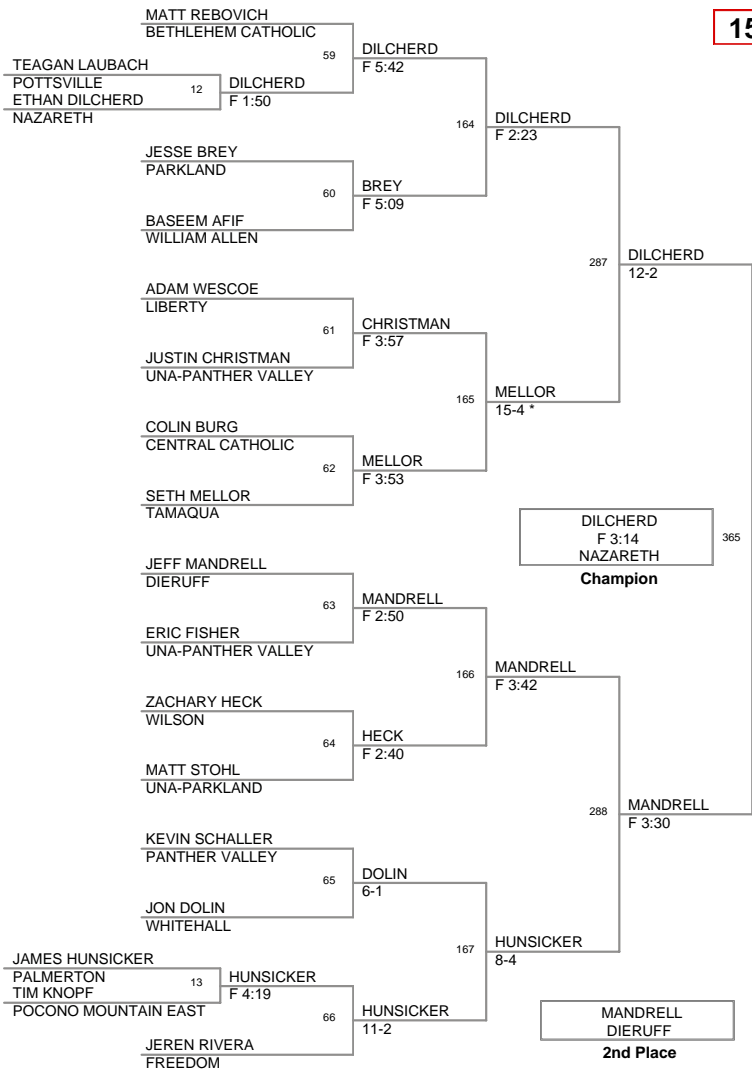 MATT REBOVICH
BETHLEHEM CATHOLIC
15
59
DILCHERD
F 5:42
TEAGAN LAUBACH
POTTSVILLE
12
DILCHERD
F 1:50
ETHAN DILCHERD
NAZARETH
164
DILCHERD
F 2:23
JESSE BREY
PARKLAND
60
BREY
F 5:09
BASEEM AFIF
WILLIAM ALLEN
287
DILCHERD
12-2
ADAM WESCOE
LIBERTY
61
CHRISTMAN
F 3:57
JUSTIN CHRISTMAN
UNA-PANTHER VALLEY
165
MELLOR
15-4 *
COLIN BURG
CENTRAL CATHOLIC
62
MELLOR
F 3:53
SETH MELLOR
TAMAQUA
DILCHERD
F 3:14
NAZARETH
365
Champion
JEFF MANDRELL
DIERUFF
63
MANDRELL
F 2:50
ERIC FISHER
UNA-PANTHER VALLEY
166
MANDRELL
F 3:42
ZACHARY HECK
WILSON
64
HECK
F 2:40
MATT STOHL
UNA-PARKLAND
288
MANDRELL
F 3:30
KEVIN SCHALLER
PANTHER VALLEY
65
DOLIN
6-1
JON DOLIN
WHITEHALL
167
HUNSICKER
8-4
JAMES HUNSICKER
PALMERTON
13
HUNSICKER
F 4:19
TIM KNOPF
POCONO MOUNTAIN EAST
66
HUNSICKER
11-2
JEREN RIVERA
FREEDOM
MANDRELL
DIERUFF
2nd Place